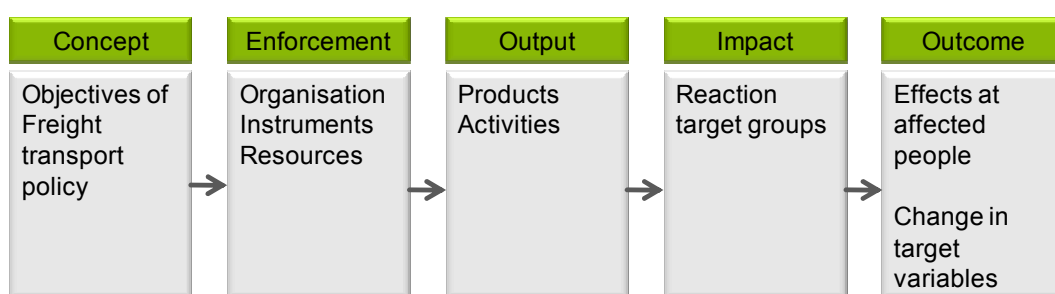 Concept
Objectives of
Freight
transport
policy
Enforcement
Organisation
Instruments
Resources
Output
Products
Activities
Impact
Reaction
target groups
Outcome
Effects at
affected
people
Change in
target
variables